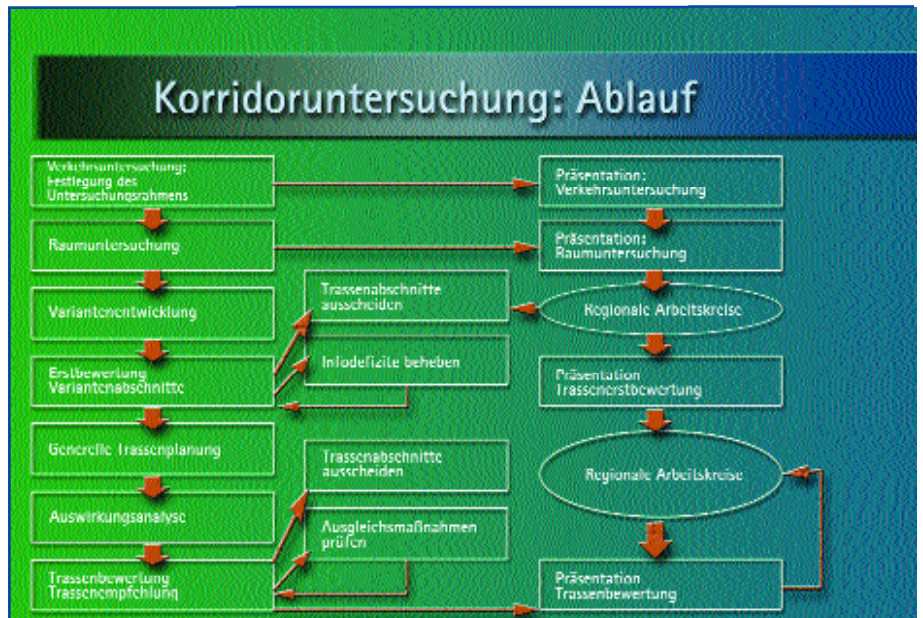 Korridoruntersuchung: Ablauf
Verkehrsuntersuchung;
Festlegung des
Untersuchungsrahmens
Raumuntersuchung
Variantenentwicklung
Erstbewertung
Variantenabschnitte
Generelle Trassenplanung
Auswirkungsanalyse
Trassenbewertung
Trassenempfehlung
Trassenabschnitte
ausscheiden
Infodefizite beheben
Trassenabschnitte
ausscheiden
Ausgleichsmaßnahmen
prüfen
Präsentation:
Verkehrsuntersuchung
Präsentation:
Raumuntersuchung
Regionale Arbeitskreise
Präsentation
Trassenerstbewertung
Regionale Arbeitskreise
Präsentation
Trassenbewertung